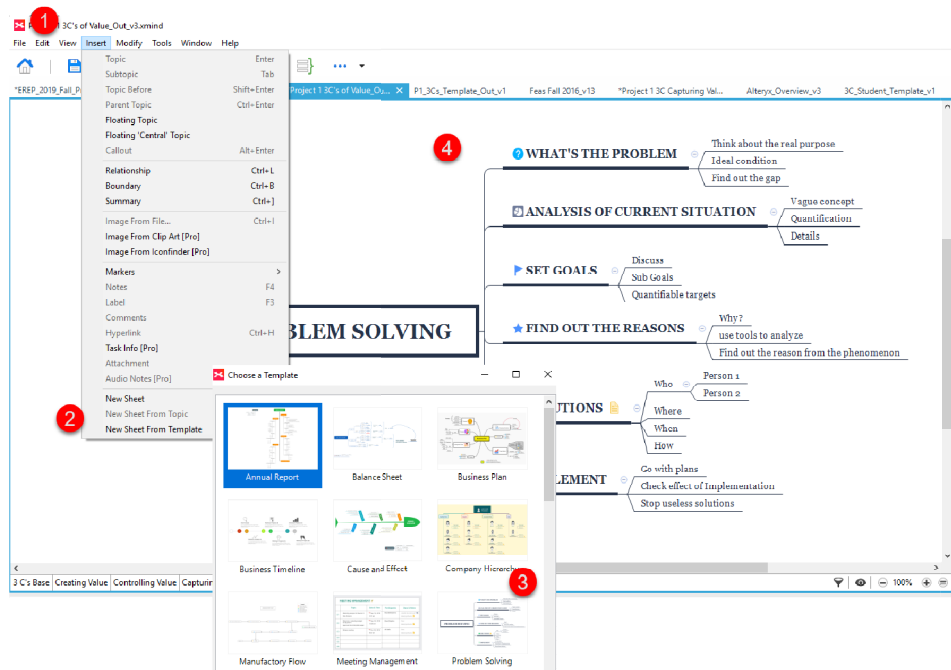 1
3C's of Value_Out_v3.xmind
File Edit View Insert Modify Tools Window Help
Topic Enter
Subtopic Tab
Topic Before Shift+Enter
Parent Topic Ctrl+Enter
Floating Topic
Floating 'Central' Topic
Callout Alt+Enter
Relationship Ctrl+L
Boundary Ctrl+B
Summary Ctrl+]
Image From File... Ctrl+I
Image From Clip Art [Pro]
Image From Iconfinder [Pro]
Markers
Notes F4
Label F3
Comments
Hyperlink Ctrl+H
Task Info [Pro]
Attachment
Audio Notes [Pro]
New Sheet
New Sheet From Topic
New Sheet From Template
2
*EREP_2019_Fall_P
Project 1 3C's of Value_O... P1_3Cs_Template_Out_v1 Feas Fall 2016_v13 *Project 1 3C Capturing Val... Alteryx_Overview_v3 3C_Student_Template_v1
4
WHAT'S THE PROBLEM
Think about the real purpose
Ideal condition
Find out the gap
ANALYSIS OF CURRENT SITUATION
Vague concept
Quantification
Details
SET GOALS
Discuss
Sub Goals
Quantifiable targets
BLEM SOLVING
FIND OUT THE REASONS
Why?
use tools to analyze
Find out the reason from the phenomenon
UTIONS
Who
Person 1
Person 2
Where
When
How
LEMENT
Go with plans
Check effect of Implementation
Stop useless solutions
Choose a Template
Annual Report Balance Sheet Business Plan
Business Timeline Cause and Effect Company Hierarchy
3
Manufactory Flow Meeting Management Problem Solving
3 C's Base Creating Value Controlling Value Capturin
100%